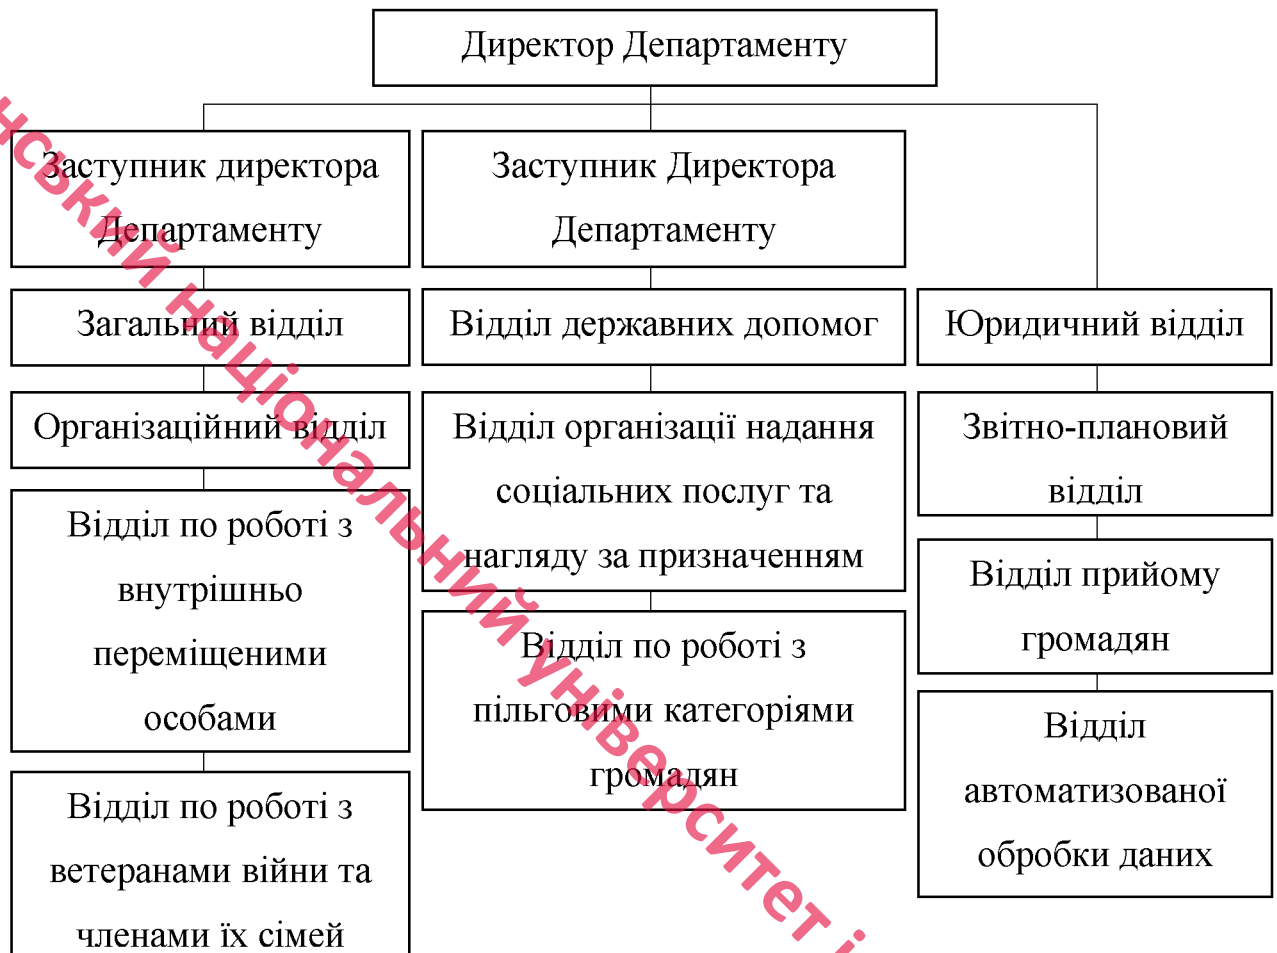 Директор Департаменту
Заступник директора
Департаменту
Загальний відділ
Організаційний відділ
Відділ по роботі з
внутрішньо
переміщеними
особами
Відділ по роботі з
ветеранами війни та
членами їх сімей
Заступник Директора
Департаменту
Відділ державних допомог
Відділ організації надання
соціальних послуг та
нагляду за призначенням
Відділ по роботі з
пільговими категоріями
громадян
Юридичний відділ
Звітно-плановий
відділ
Відділ прийому
громадян
Відділ
автоматизованої
обробки даних
нський національний університет і